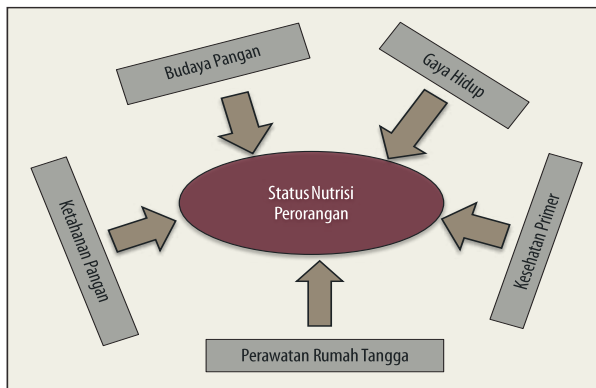 Budaya Pangan
Gaya Hidup
Ketahanan Pangan
Status Nutrisi
Perorangan
Kesehatan Primer
Perawatan Rumah Tangga